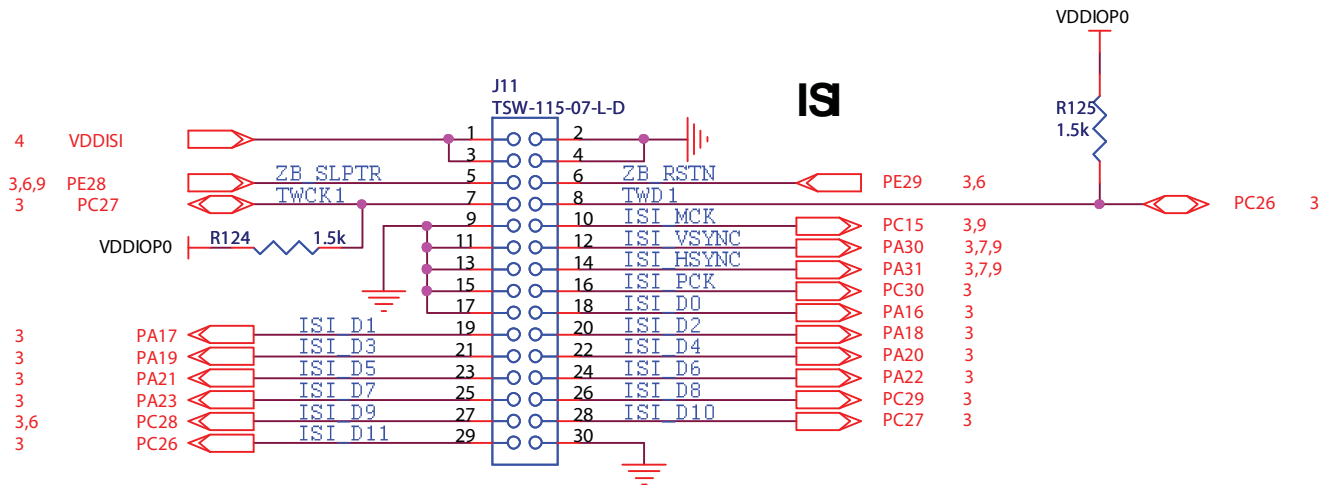 VDDIOP0
J11
TSW-115-07-L-D
ISI
R125
1.5k
4 VDDISI 1 2
3 4
3,6,9 PE28 ZB_SLPTR 5 6 ZB_RSTN PE29 3,6
3 PC27 TWCK1 7 8 TWD1 PC26 3
9 10 ISI_MCK PC15 3,9
VDDIOP0 R124 1.5k 11 12 ISI_VSYNC PA30 3,7,9
13 14 ISI_HSYNC PA31 3,7,9
15 16 ISI_PCK PC30 3
17 18 ISI_D0 PA16 3
3 PA17 ISI_D1 19 20 ISI_D2 PA18 3
3 PA19 ISI_D3 21 22 ISI_D4 PA20 3
3 PA21 ISI_D5 23 24 ISI_D6 PA22 3
3 PA23 ISI_D7 25 26 ISI_D8 PC29 3
3,6 PC28 ISI_D9 27 28 ISI_D10 PC27 3
3 PC26 ISI_D11 29 30